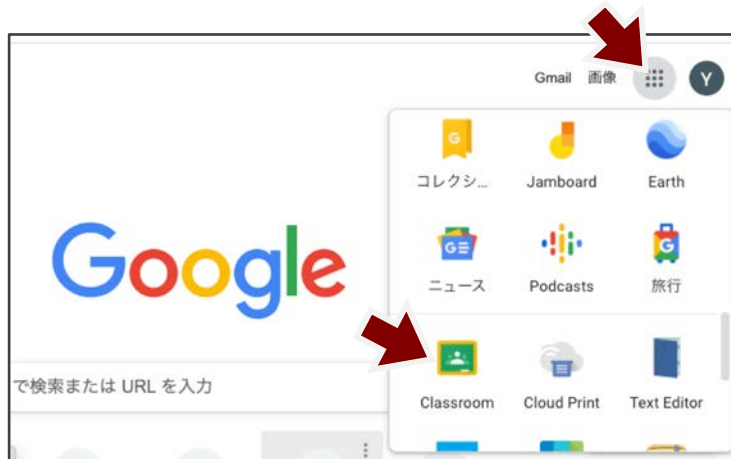 Gmail 画像
Y
コレクシ... Jamboard Earth
Google
ニュース Podcasts 旅行
で検索または URL を入力
Classroom Cloud Print Text Editor